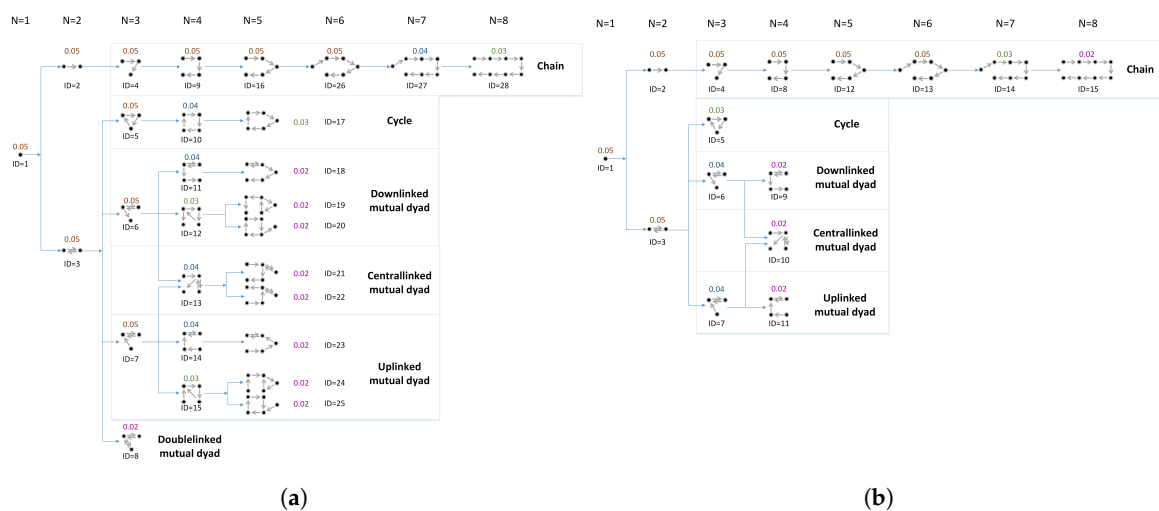 N=1 N=2 N=3 N=4 N=5 N=6 N=7 N=8
0.05 0.05 0.05 0.05 0.05 0.04 0.03
Chain
ID=2 ID=4 ID=9 ID=16 ID=26 ID=27 ID=28
0.05 0.04
0.03 ID=17 Cycle
ID=5 ID=10
0.05
ID=1
0.04
0.02 ID=18
ID=11
Downlinked
mutual dyad
0.05 0.03
0.02 ID=19
0.02 ID=20
ID=6 ID=12
0.05
ID=3
0.04
0.02 ID=21
0.02 ID=22
ID=13
Centrallinked
mutual dyad
0.05 0.04
0.02 ID=23
ID=7 ID=14
Uplinked
mutual dyad
0.03
0.02 ID=24
0.02 ID=25
ID=15
0.02
ID=8
Doublelinked
mutual dyad
(a)
N=1 N=2 N=3 N=4 N=5 N=6 N=7 N=8
0.05 0.05 0.05 0.05 0.05 0.03 0.02
Chain
ID=2 ID=4 ID=8 ID=12 ID=13 ID=14 ID=15
0.03
Cycle
ID=5
0.05
ID=1
0.04 0.02
Downlinked
mutual dyad
ID=6 ID=9
0.05
ID=3
0.02
Centrallinked
mutual dyad
ID=10
0.04 0.02
Uplinked
mutual dyad
ID=7 ID=11
(b)